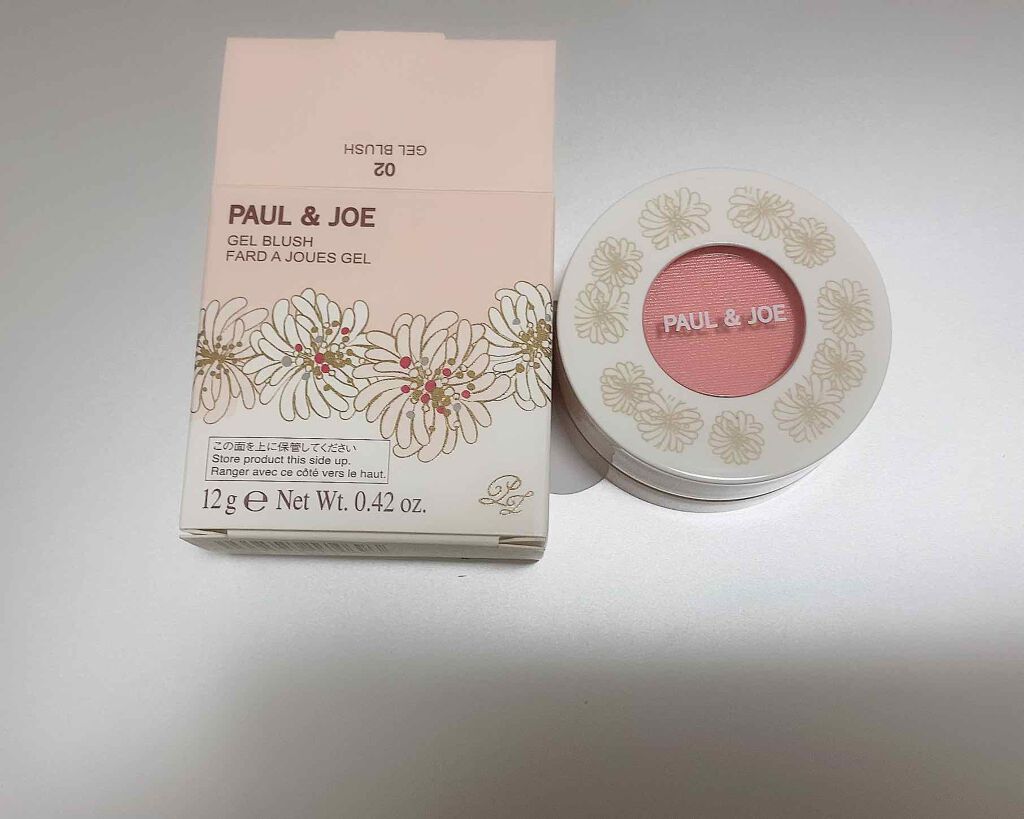 GEL BLUSH
02
PAUL & JOE
GEL BLUSH
FARD A JOUES GEL
この面を上に保管してください
Store product this side up.
Ranger avec ce côté vers le haut.
12 g ℮ Net Wt. 0.42 oz.
PAUL & JOE